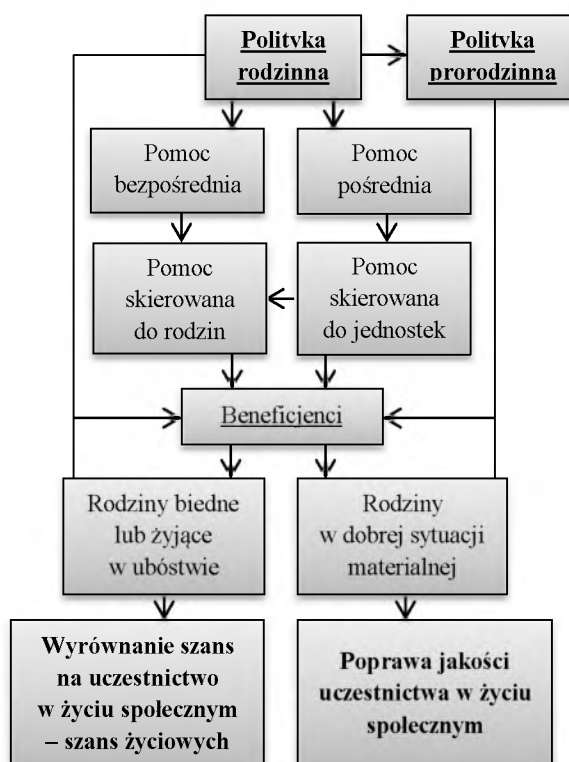 Polityka
rodzinna
Polityka
prorodzinna
Pomoc
bezpośrednia
Pomoc
pośrednia
Pomoc
skierowana
do rodzin
Pomoc
skierowana
do jednostek
Beneficjenci
Rodziny biedne
lub żyjące
w ubóstwie
Rodziny
w dobrej sytuacji
materialnej
Wyrównanie szans
na uczestnictwo
w życiu społecznym
– szans życiowych
Poprawa jakości
uczestnictwa w życiu
społecznym